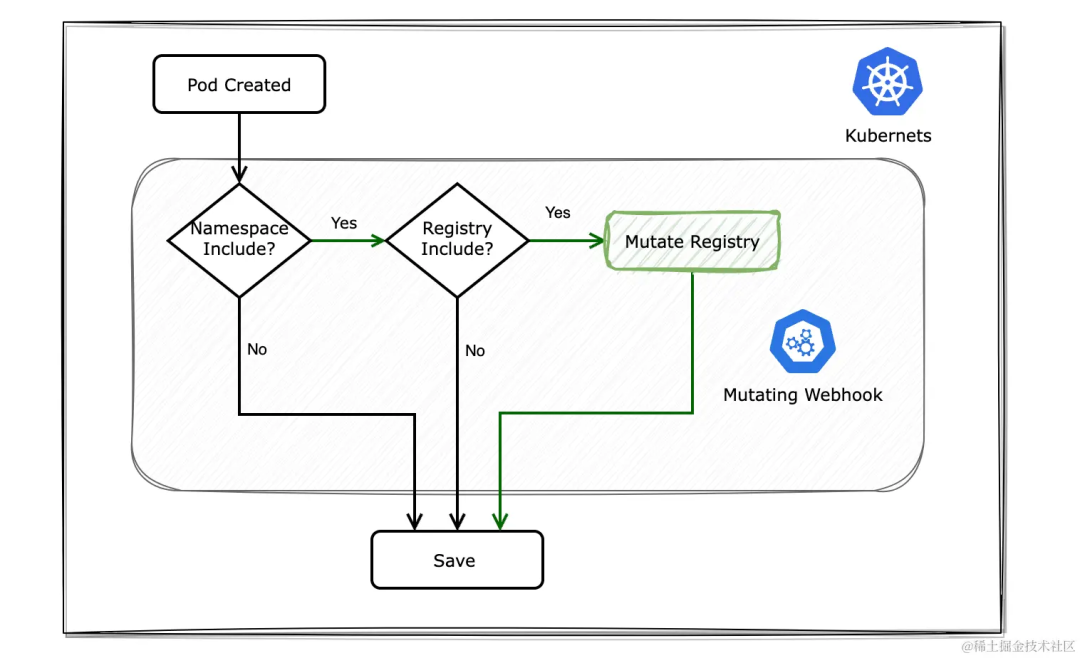 Pod Created
Kubernets
Namespace
Include?
Yes
Registry
Include?
Yes
Mutate Registry
No
No
Mutating Webhook
Save
@稀土掘金技术社区